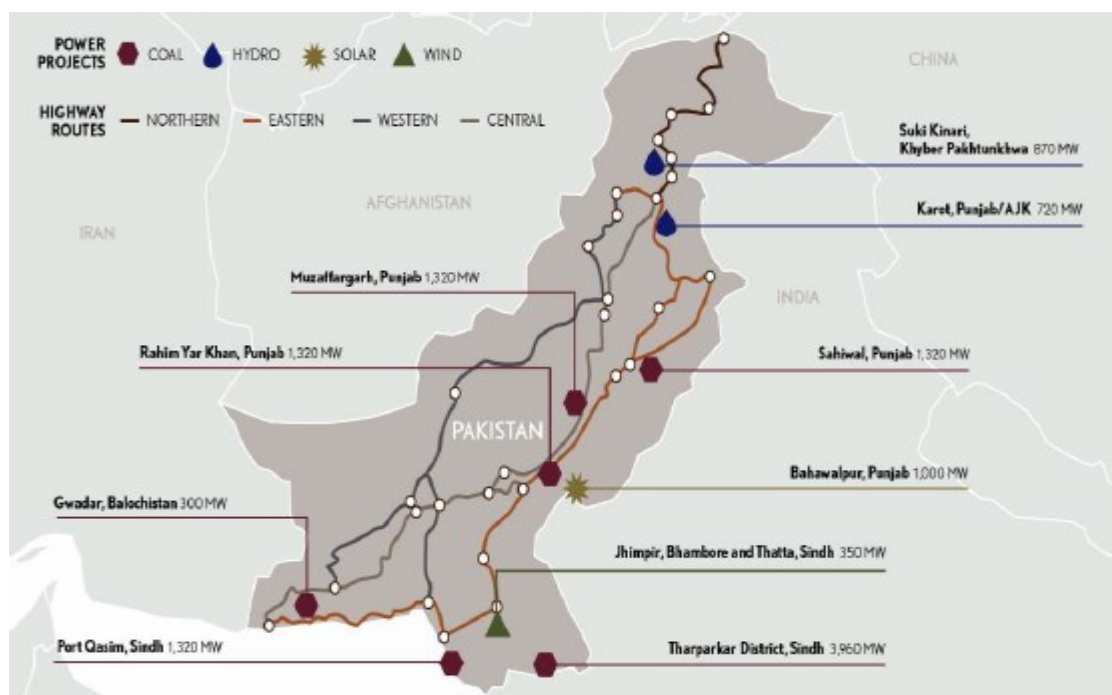 POWER PROJECTS COAL HYDRO SOLAR WIND
HIGHWAY ROUTES NORTHERN EASTERN WESTERN CENTRAL
CHINA
Suki Kinari,
Khyber Pakhtunkhwa 870 MW
AFGHANISTAN
Karot, Punjab/AJK 720 MW
IRAN
Muzaffargarh, Punjab 1,320 MW
INDIA
Rahim Yar Khan, Punjab 1,320 MW
Sahiwal, Punjab 1,320 MW
PAKISTAN
Bahawalpur, Punjab 1,000 MW
Gwadar, Balochistan 300 MW
Jhimpir, Bhambore and Thatta, Sindh 350 MW
Port Qasim, Sindh 1,320 MW
Tharparkar District, Sindh 3,960 MW